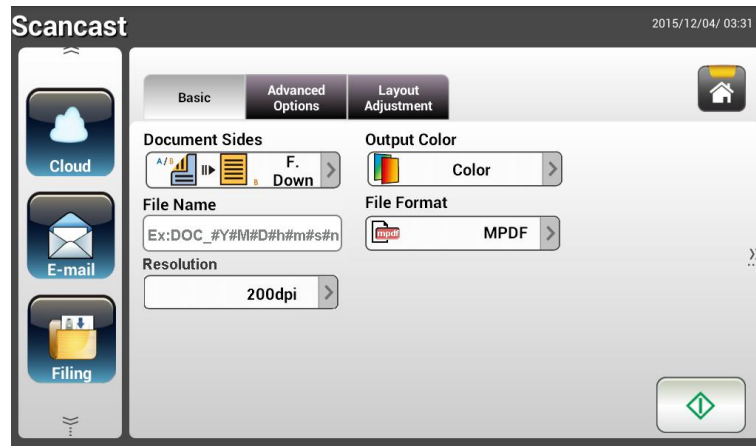 Scancast
2015/12/04/ 03:31
Basic
Advanced
Options
Layout
Adjustment
Cloud
E-mail
Filing
Document Sides
A/B
B
F.
Down
Output Color
Color
File Name
Ex:DOC_#Y#M#D#h#m#s#n
File Format
mpdf
MPDF
Resolution
200dpi